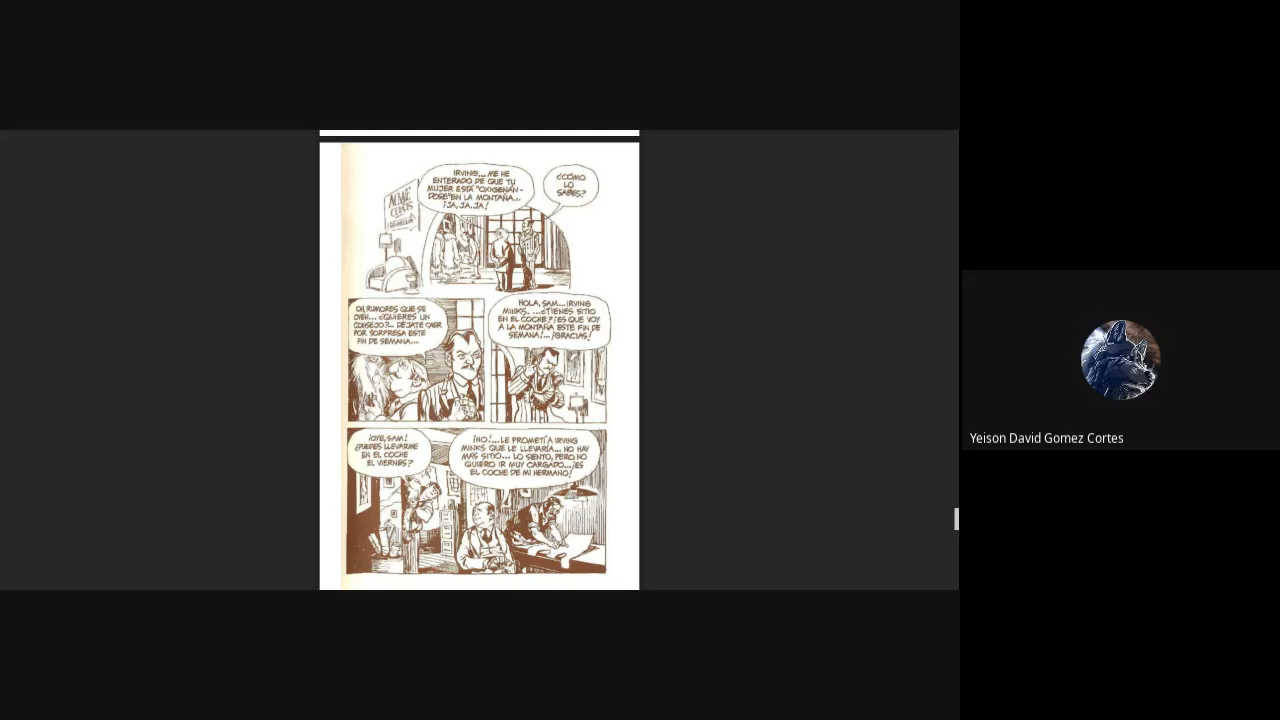 IRVING... ME HE
ENTERADO DE QUE TU
MUJER ESTÁ "OXIGENÁN-
DOSE" EN LA MONTAÑA...
¡JA, JA, JA!
¿CÓMO
LO
SABES?
ACME
COATS
OH, RUMORES QUE SE
OYEN... ¿QUIERES UN
CONSEJO?... DÉJATE CAER
POR SORPRESA ESTE
FIN DE SEMANA...
HOLA, SAM... IRVING
MINKS. ...¿TIENES SITIO
EN EL COCHE? ¡ES QUE VOY
A LA MONTAÑA ESTE FIN DE
SEMANA!... ¡GRACIAS!
¡OYE, SAM!
¿PUEDES LLEVARME
EN EL COCHE
EL VIERNES?
¡NO!... LE PROMETÍ A IRVING
MINKS QUE LE LLEVARÍA... NO HAY
MÁS SITIO... LO SIENTO, PERO NO
QUIERO IR MUY CARGADO... ¡ES
EL COCHE DE MI HERMANO!
Yeison David Gomez Cortes